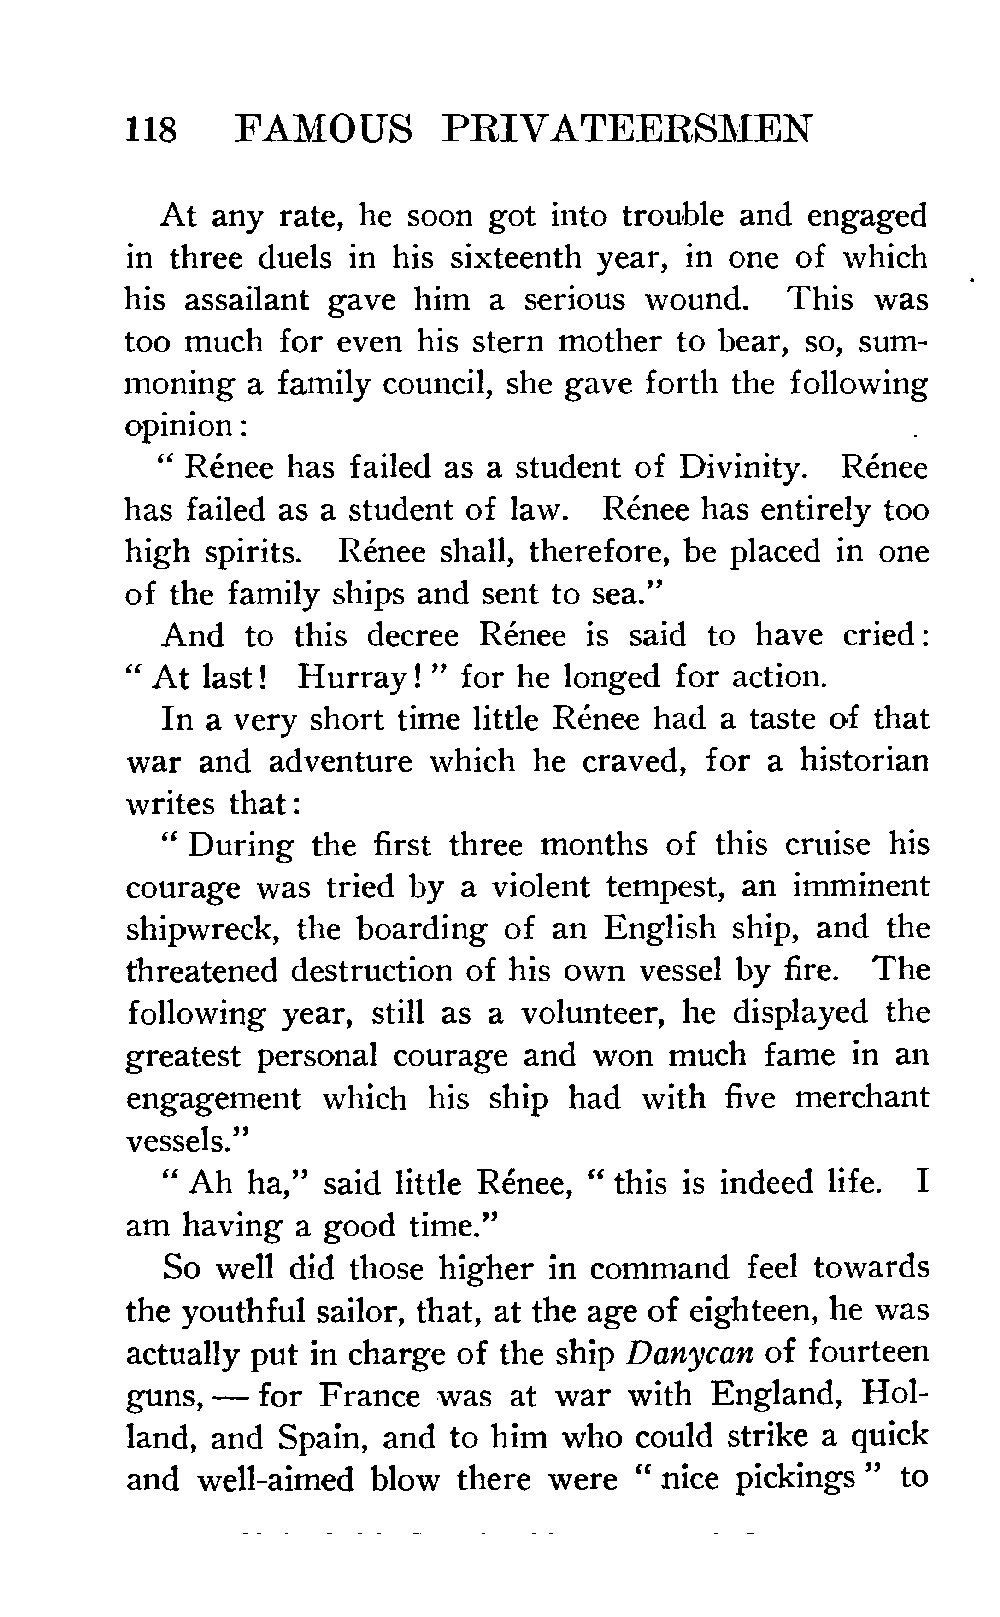 118 FAMOUS PRIVATEERSMEN
At any rate, he soon got into trouble and engaged
in three duels in his sixteenth year, in one of which
his assailant gave him a serious wound. This was
too much for even his stern mother to bear, so, sum-
moning a family council, she gave forth the following
opinion:
" Rénee has failed as a student of Divinity. Rénee
has failed as a student of law. Rénee has entirely too
high spirits. Rénee shall, therefore, be placed in one
of the family ships and sent to sea."
And to this decree Rénee is said to have cried:
" At last! Hurray! " for he longed for action.
In a very short time little Rénee had a taste of that
war and adventure which he craved, for a historian
writes that:
" During the first three months of this cruise his
courage was tried by a violent tempest, an imminent
shipwreck, the boarding of an English ship, and the
threatened destruction of his own vessel by fire. The
following year, still as a volunteer, he displayed the
greatest personal courage and won much fame in an
engagement which his ship had with five merchant
vessels."
" Ah ha," said little Rénee, " this is indeed life. I
am having a good time."
So well did those higher in command feel towards
the youthful sailor, that, at the age of eighteen, he was
actually put in charge of the ship Danycan of fourteen
guns, — for France was at war with England, Hol-
land, and Spain, and to him who could strike a quick
and well-aimed blow there were " nice pickings " to